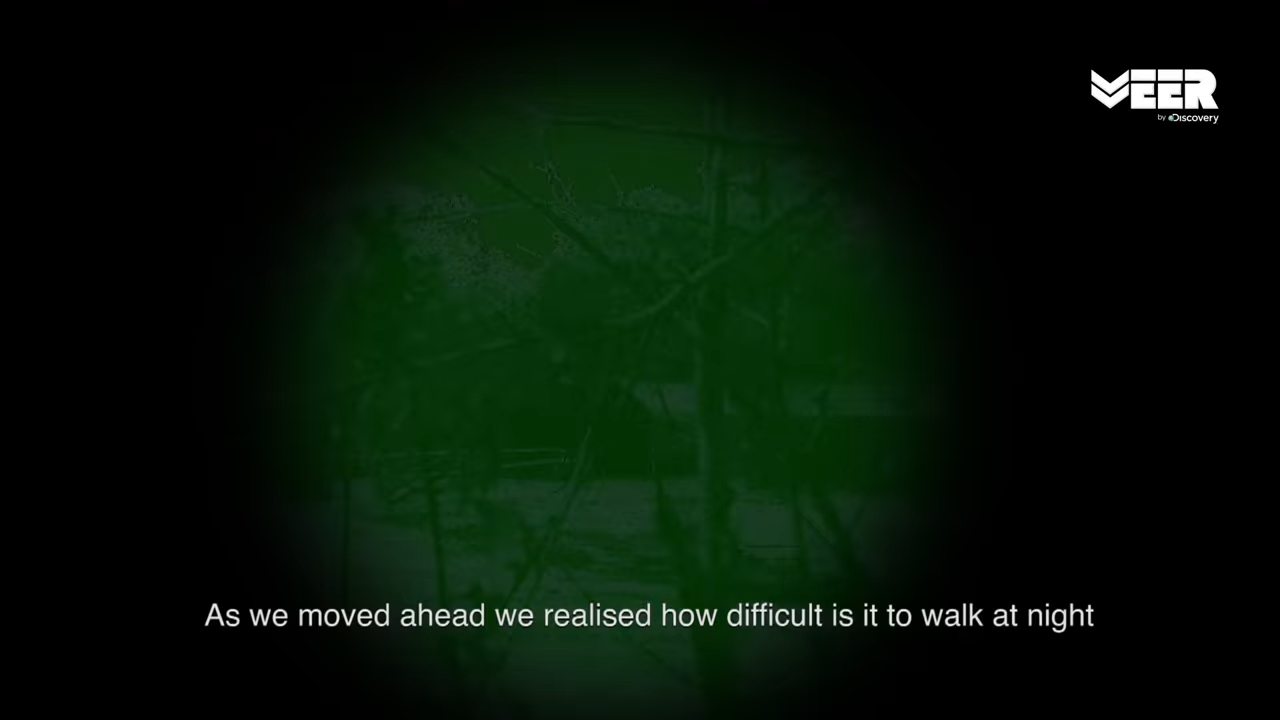 VEER
by Discovery
As we moved ahead we realised how difficult is it to walk at night